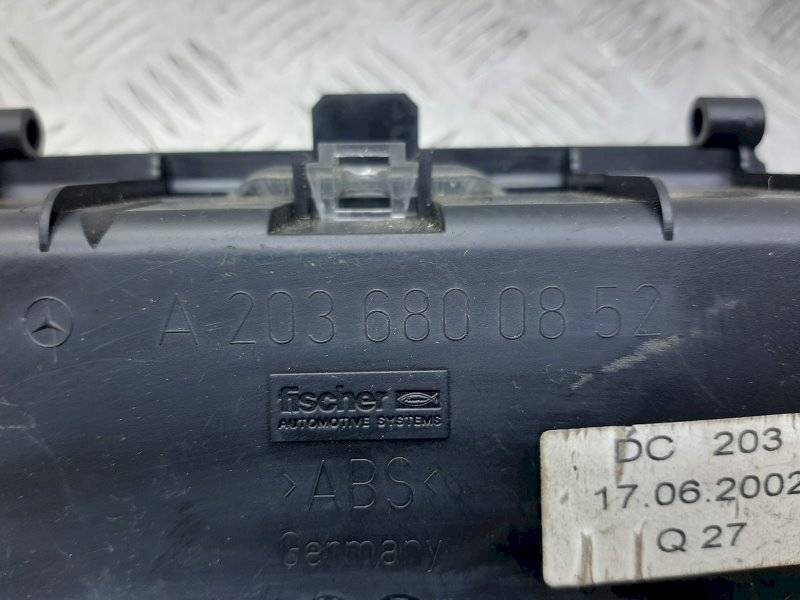 A 203 680 08 52
fischer
AUTOMOTIVE SYSTEMS
>ABS<
Germany
DC 203
17.06.2002
Q 27